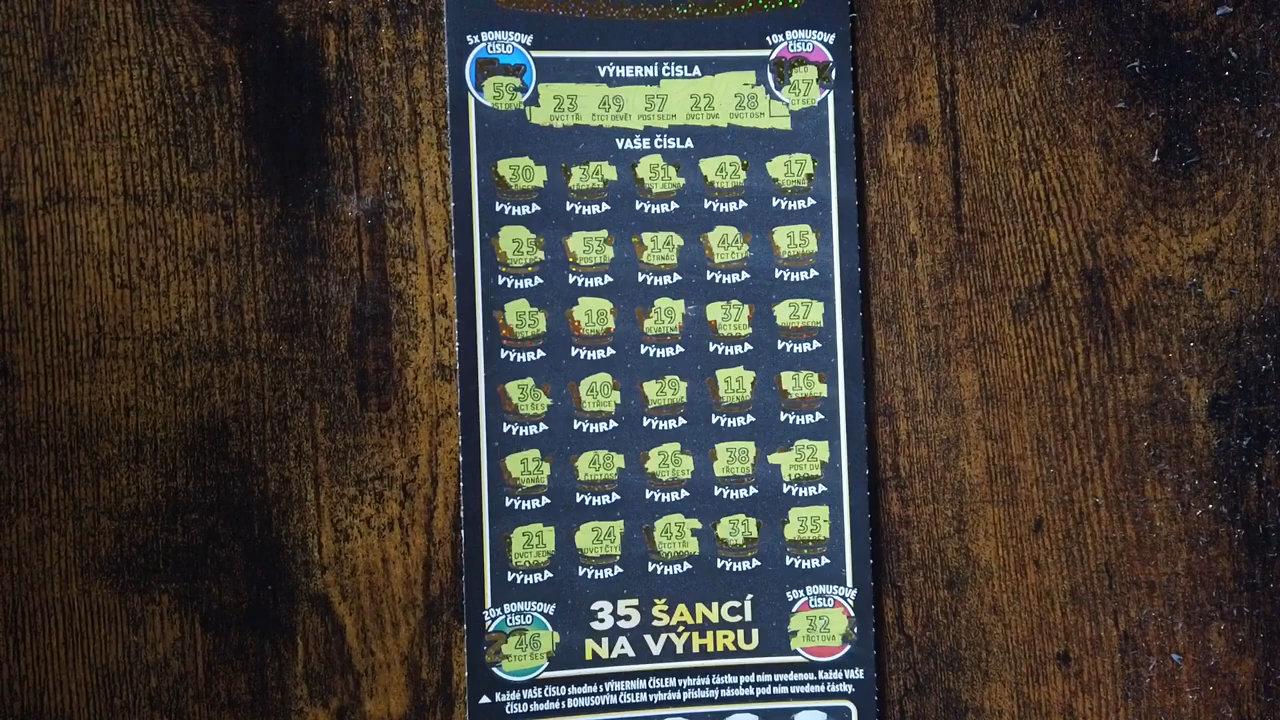 5x BONUSOVÉ
ČÍSLO
59
10x BONUSOVÉ
ČÍSLO
47
VÝHERNÍ ČÍSLA
23 49 57 22 28
DVCT TŘI ČTCT DEVĚT PDST SEDM DVCT DVA DVCT OSM
VAŠE ČÍSLA
30 34 51 42 17
VÝHRA VÝHRA VÝHRA VÝHRA VÝHRA
25 53 14 44 15
VÝHRA VÝHRA VÝHRA VÝHRA VÝHRA
55 18 19 37 27
VÝHRA VÝHRA VÝHRA VÝHRA VÝHRA
36 40 29 11 16
VÝHRA VÝHRA VÝHRA VÝHRA VÝHRA
12 48 26 38 52
VÝHRA VÝHRA VÝHRA VÝHRA VÝHRA
21 24 43 31 35
VÝHRA VÝHRA VÝHRA VÝHRA VÝHRA
20x BONUSOVÉ
ČÍSLO
46
ČTCT ŠEST
35 ŠANCÍ
NA VÝHRU
50x BONUSOVÉ
ČÍSLO
32
TŘCT DVA
Každé VAŠE ČÍSLO shodné s VÝHERNÍM ČÍSLEM vyhrává částku pod ním uvedenou. Každé VAŠE
ČÍSLO shodné s BONUSOVÝM ČÍSLEM vyhrává příslušný násobek pod ním uvedené částky.